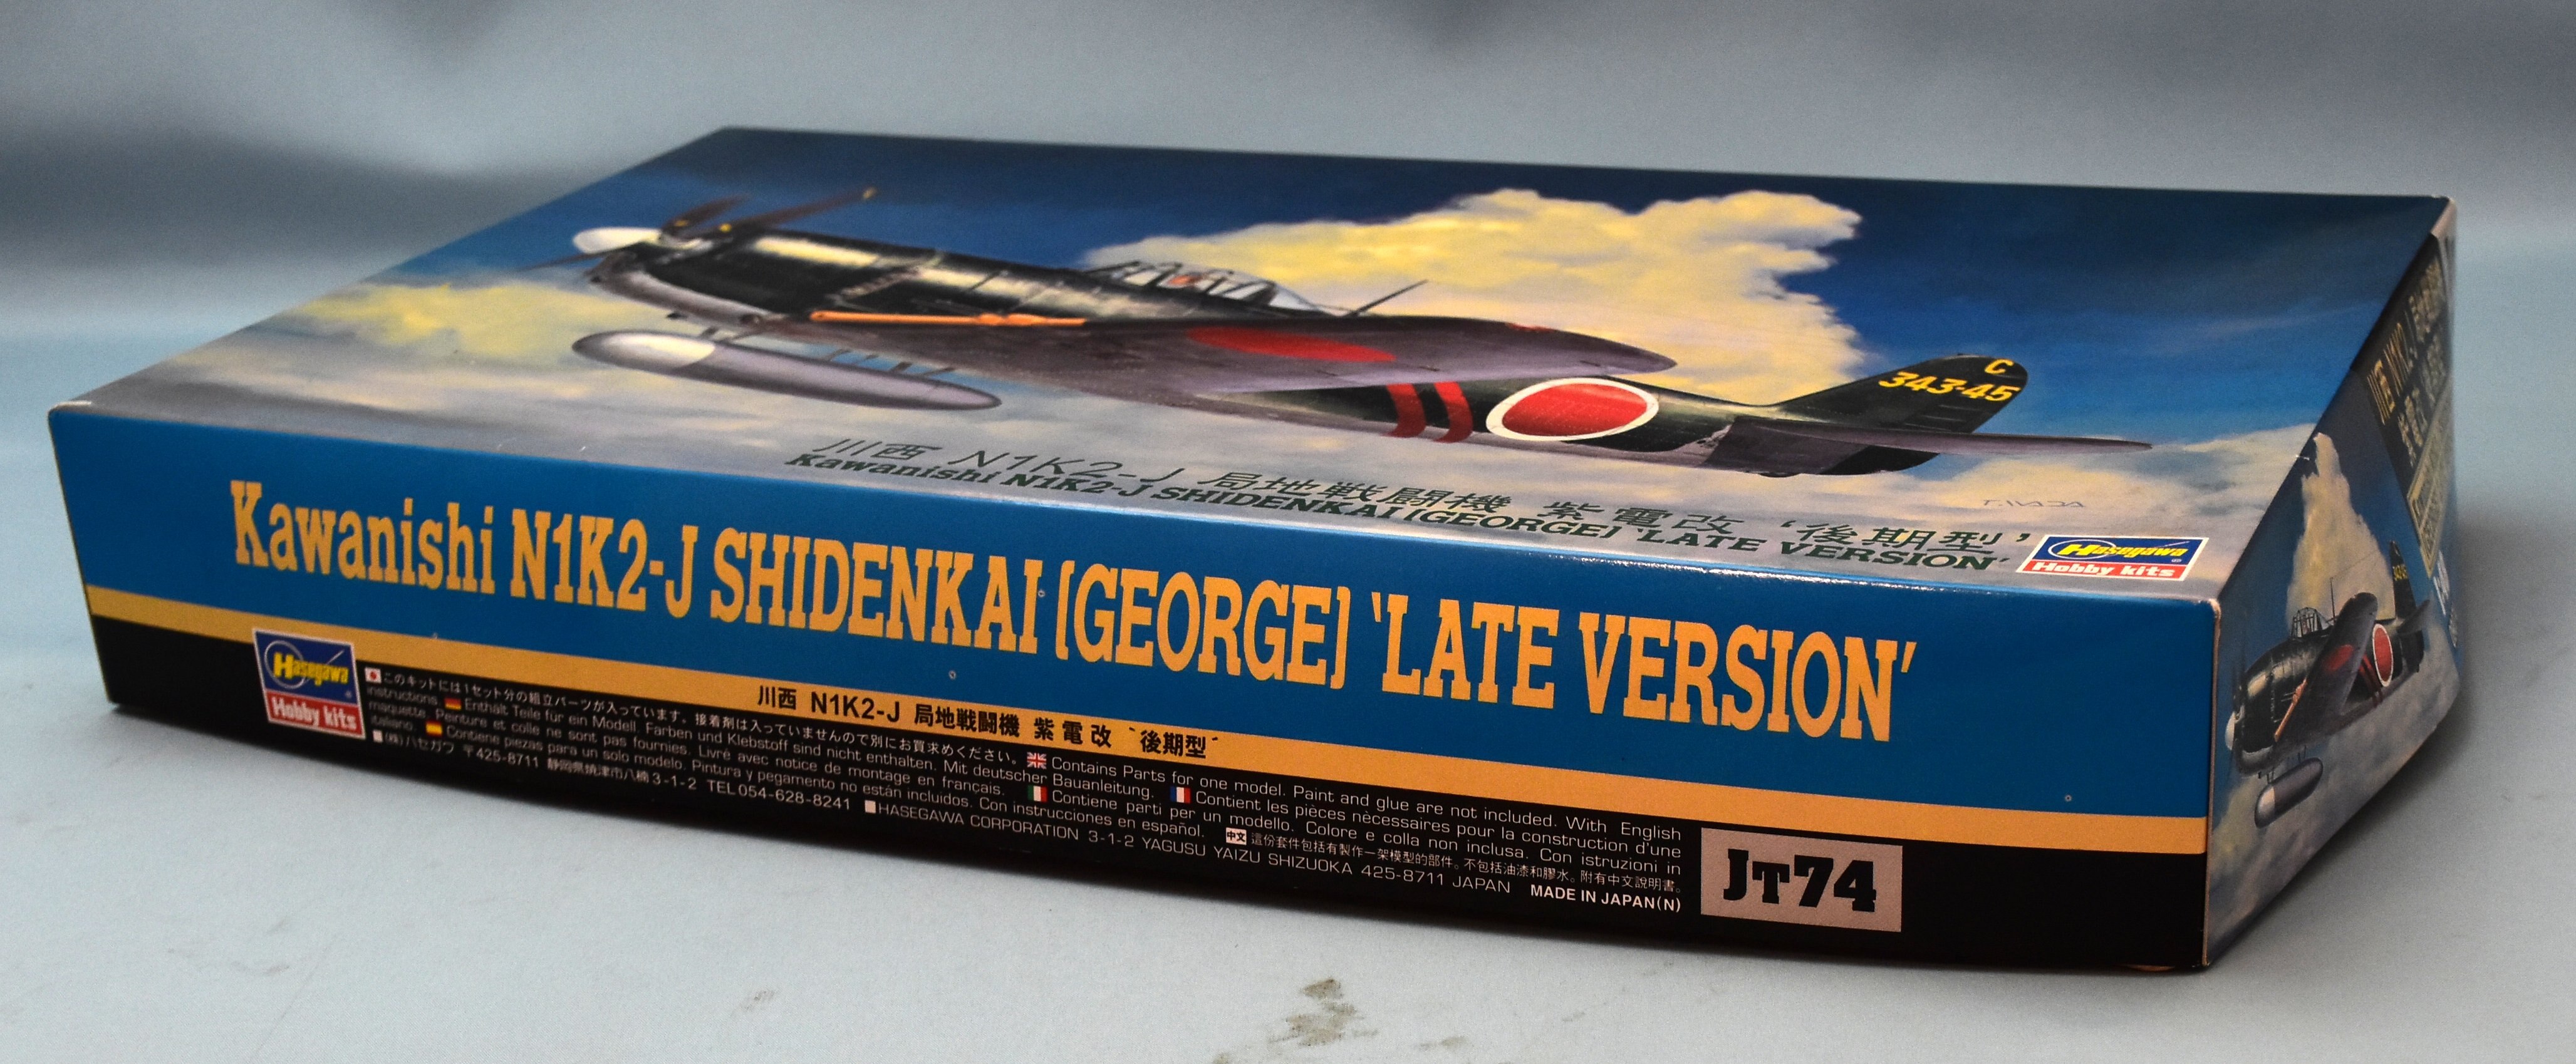 C
343-45
川西 N1K2-J 局地戦闘機 紫電改 '後期型'
Kawanishi N1K2-J SHIDENKAI [GEORGE] 'LATE VERSION'
Hasegawa
Hobby kits
Kawanishi N1K2-J SHIDENKAI [GEORGE] 'LATE VERSION'
川西 N1K2-J 局地戦闘機 紫電改 `後期型´
Hasegawa
Hobby kits
このキットには1セット分の組立パーツが入っています。接着剤は入っていませんので別にお買求めください。 Contains Parts for one model. Paint and glue are not included. With English
instructions. Enthält Teile für ein Modell. Farben und Klebstoff sind nicht enthalten. Mit deutscher Bauanleitung. Contient les pièces nècessaires pour la construction d'une
maquette. Peinture et colle ne sont pas fournies. Livré avec notice de montage en français. Contiene parti per un modello. Colore e colla non inclusa. Con istruzioni in
italiano. Contiene piezas para un solo modelo. Pintura y pegamento no están incluidos. Con instrucciones en español. 中文 這份套件包括有製作一架模型的部件。不包括油漆和膠水。附有中文說明書。
■(株)ハセガワ 〒425-8711 静岡県焼津市八楠3-1-2 TEL054-628-8241 ■HASEGAWA CORPORATION 3-1-2 YAGUSU YAIZU SHIZUOKA 425-8711 JAPAN MADE IN JAPAN(N)
JT74